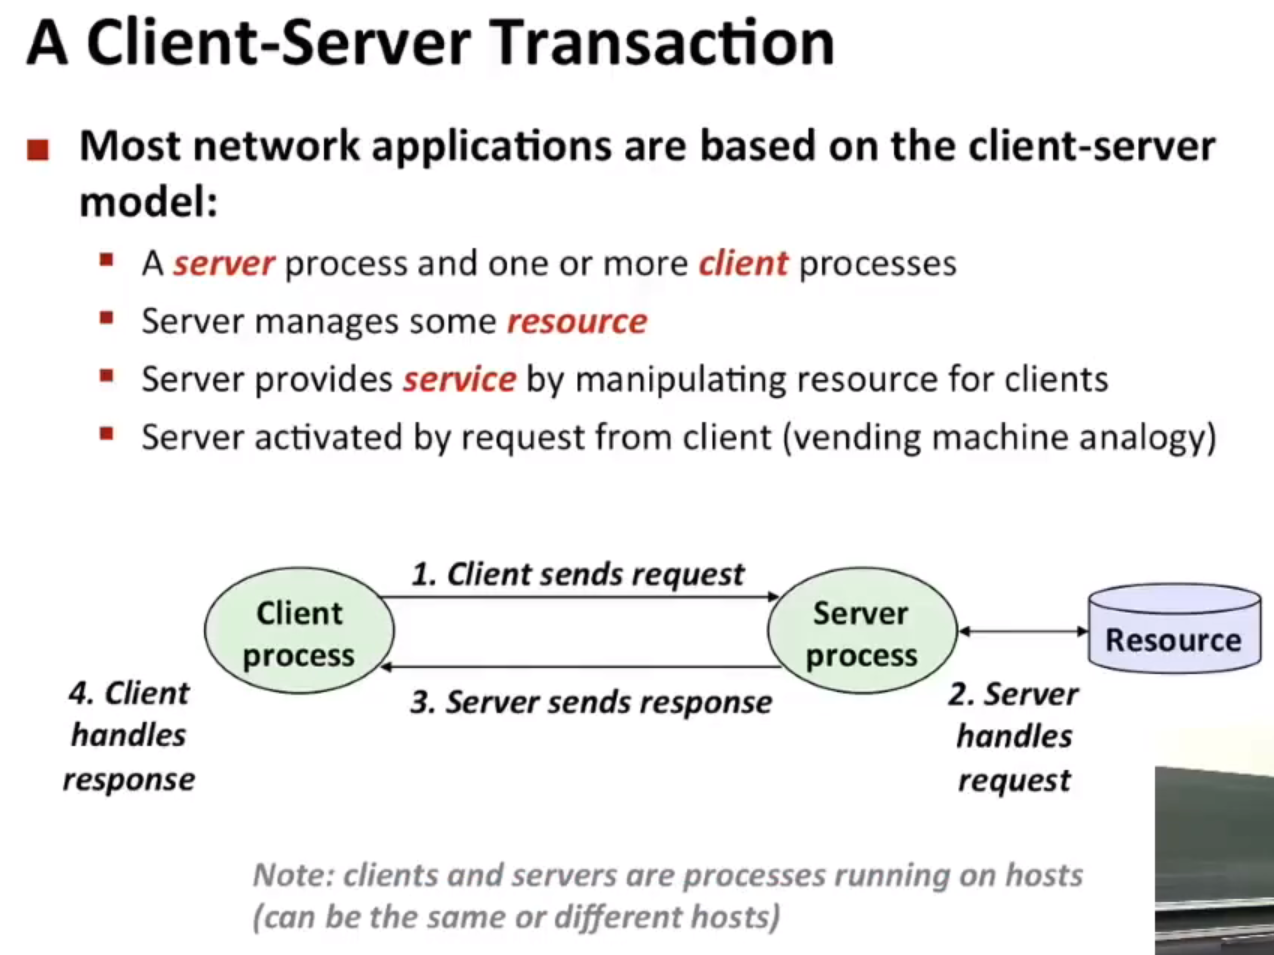 A Client-Server Transaction
Most network applications are based on the client-server
model:
A server process and one or more client processes
Server manages some resource
Server provides service by manipulating resource for clients
Server activated by request from client (vending machine analogy)
1. Client sends request
Client
process
Server
process
Resource
3. Server sends response
4. Client
handles
response
2. Server
handles
request
Note: clients and servers are processes running on hosts
(can be the same or different hosts)